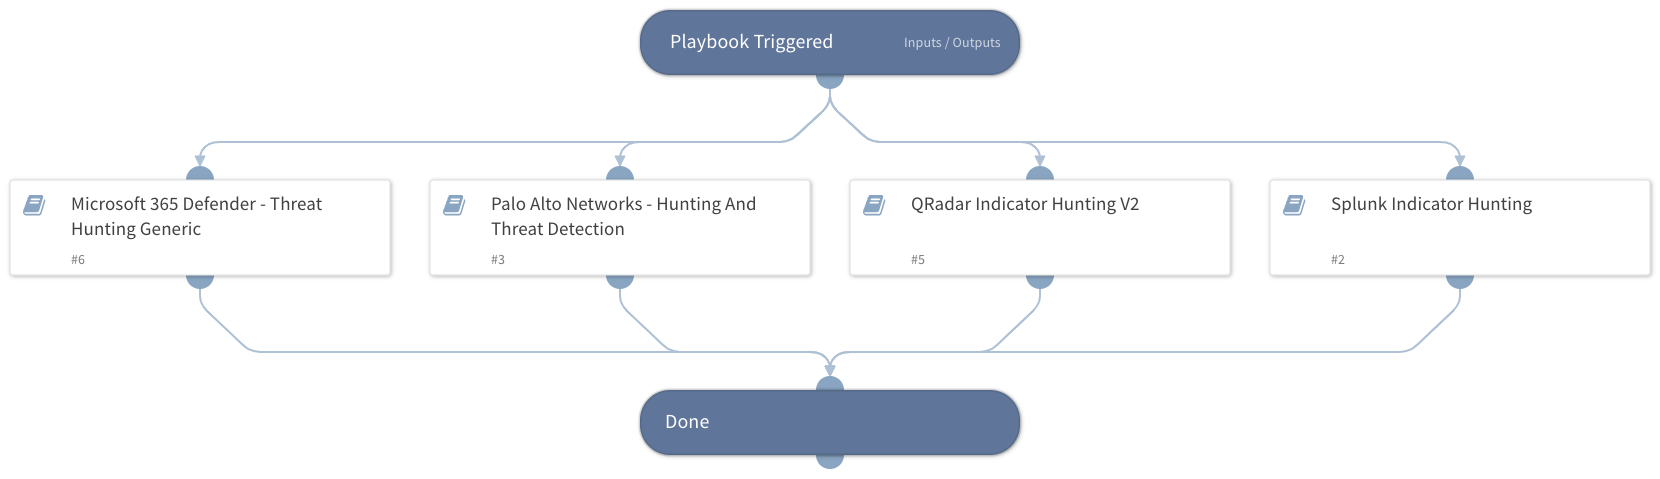 Playbook Triggered
Inputs / Outputs
Microsoft 365 Defender - Threat
Hunting Generic
#6
Palo Alto Networks - Hunting And
Threat Detection
#3
QRadar Indicator Hunting V2
#5
Splunk Indicator Hunting
#2
Done